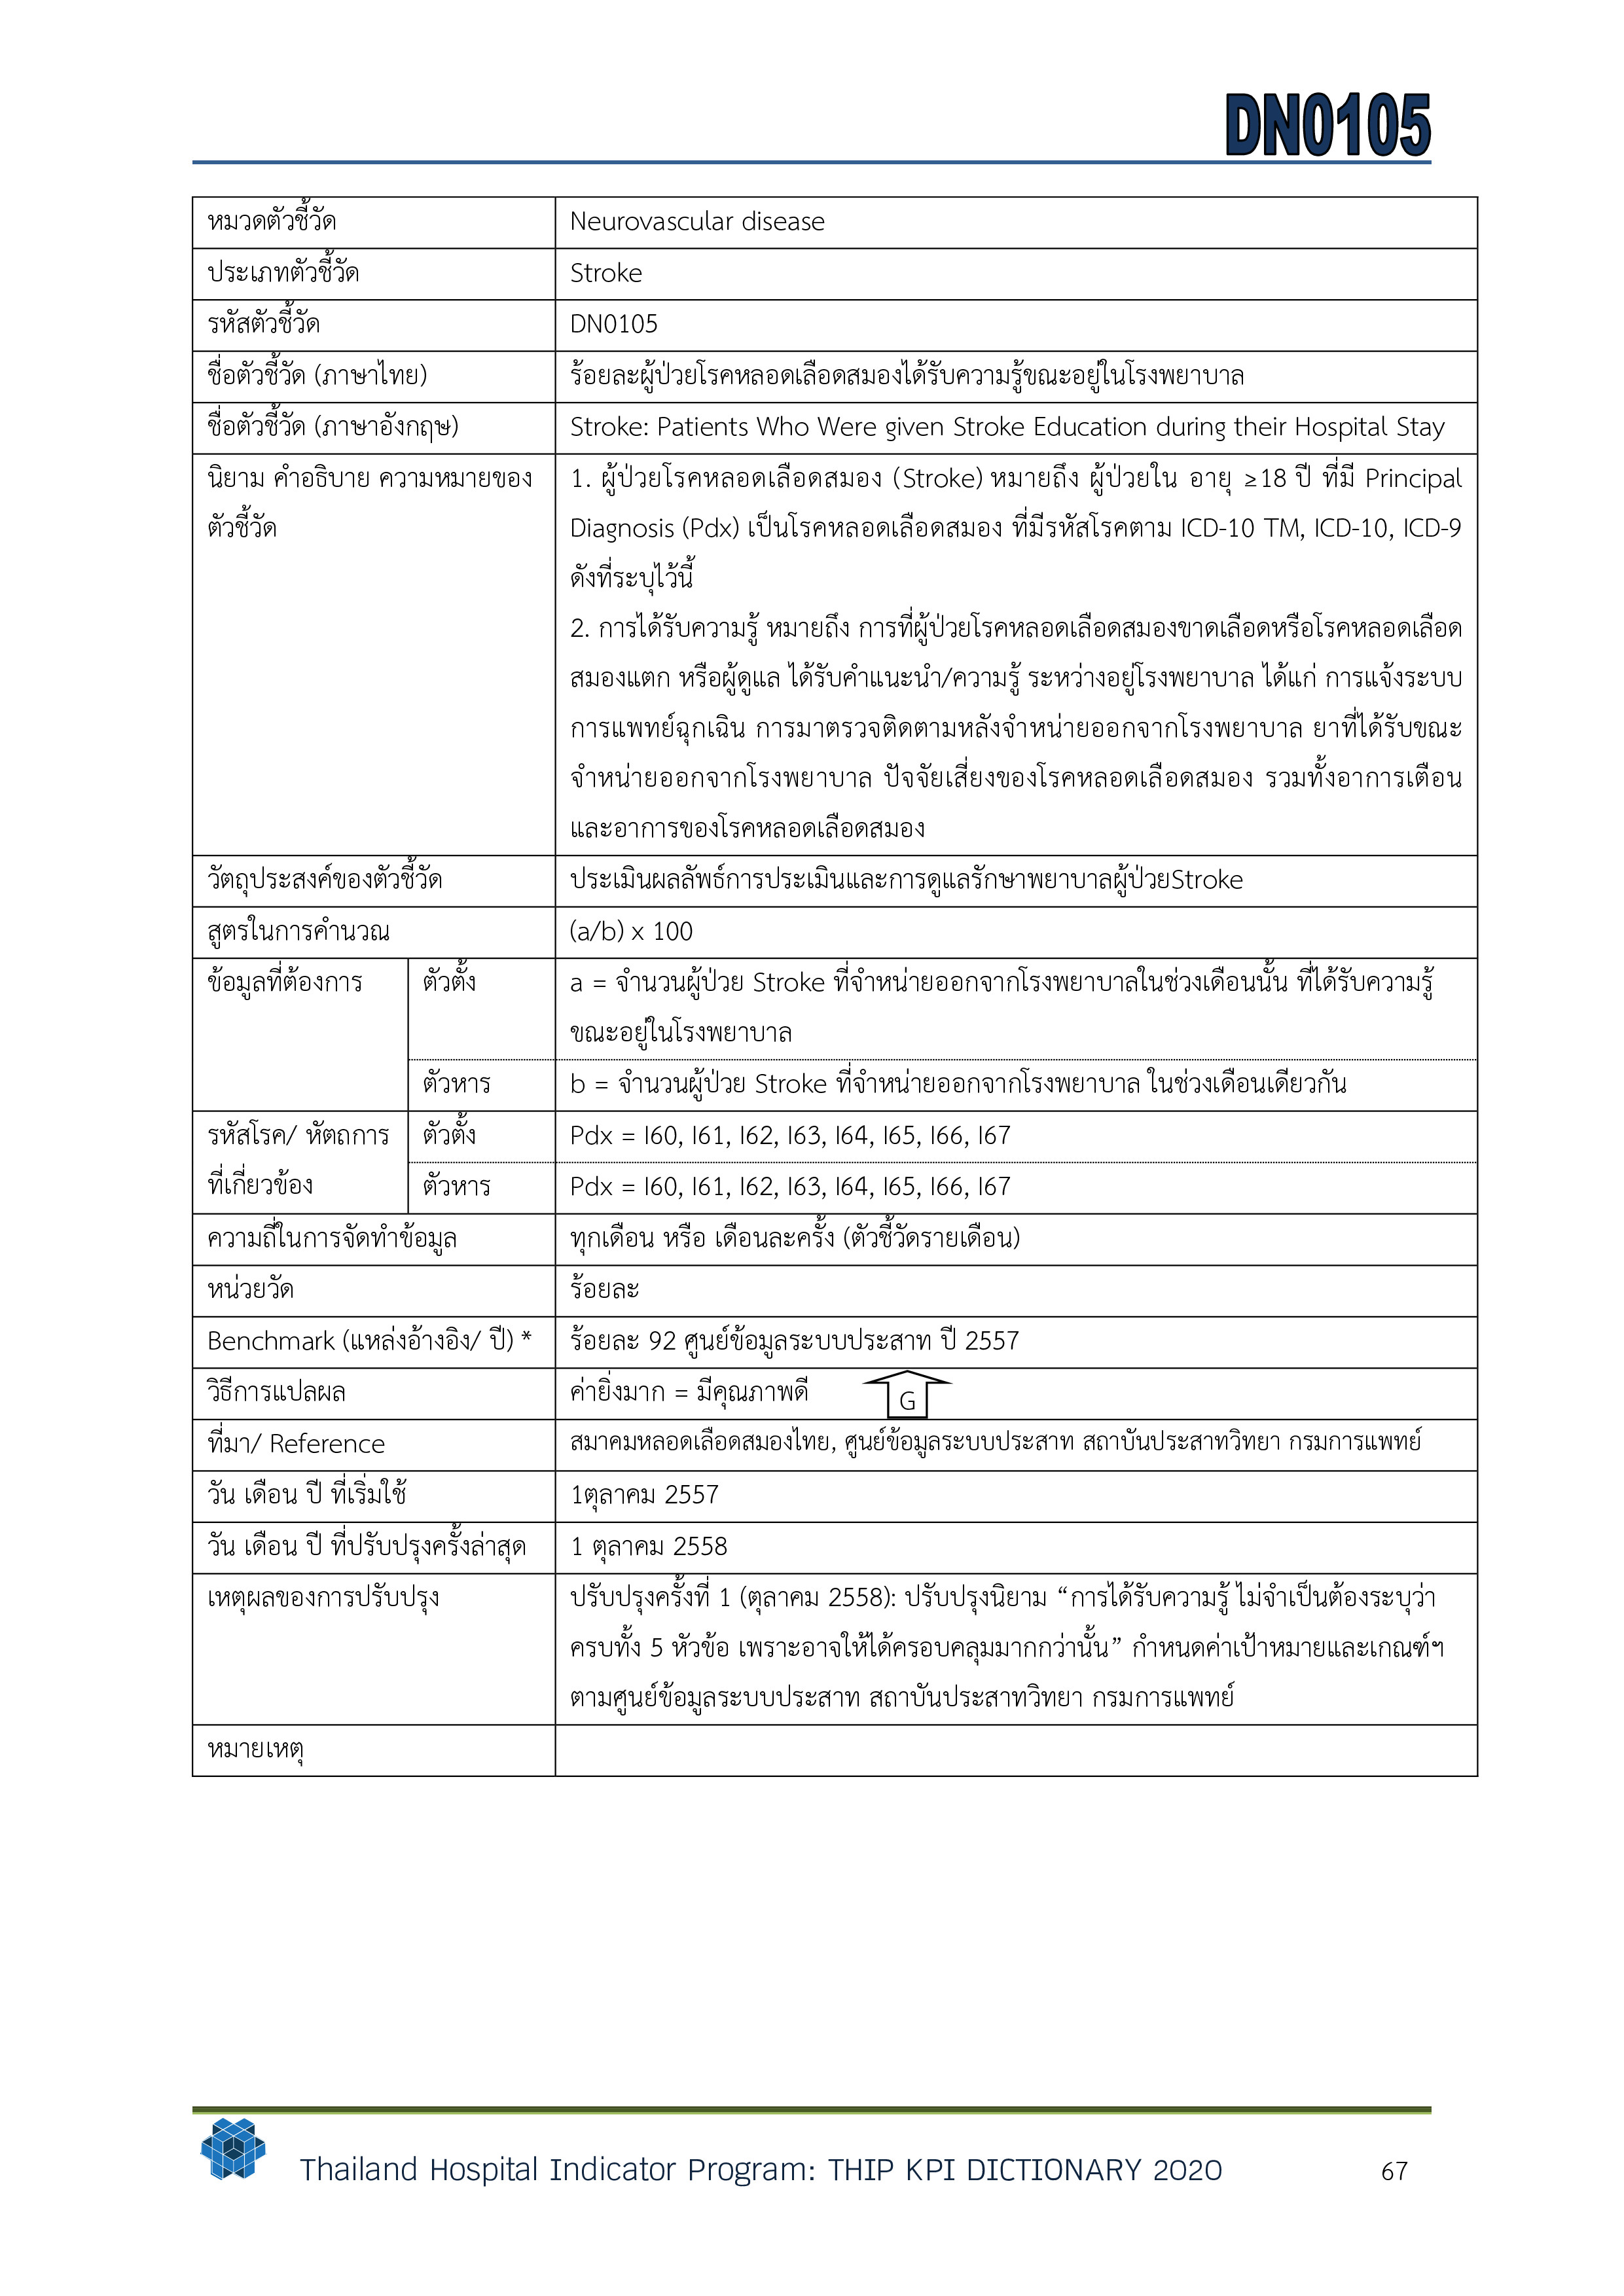 DN0105
หมวดตัวชี้วัด Neurovascular disease
ประเภทตัวชี้วัด Stroke
รหัสตัวชี้วัด DN0105
ชื่อตัวชี้วัด (ภาษาไทย) ร้อยละผู้ป่วยโรคหลอดเลือดสมองได้รับความรู้ขณะอยู่ในโรงพยาบาล
ชื่อตัวชี้วัด (ภาษาอังกฤษ) Stroke: Patients Who Were given Stroke Education during their Hospital Stay
นิยาม คำอธิบาย ความหมายของ
ตัวชี้วัด
1. ผู้ป่วยโรคหลอดเลือดสมอง (Stroke) หมายถึง ผู้ป่วยใน อายุ ≥18 ปี ที่มี Principal
Diagnosis (Pdx) เป็นโรคหลอดเลือดสมอง ที่มีรหัสโรคตาม ICD-10 TM, ICD-10, ICD-9
ดังที่ระบุไว้นี้
2. การได้รับความรู้ หมายถึง การที่ผู้ป่วยโรคหลอดเลือดสมองขาดเลือดหรือโรคหลอดเลือด
สมองแตก หรือผู้ดูแล ได้รับคำแนะนำ/ความรู้ ระหว่างอยู่โรงพยาบาล ได้แก่ การแจ้งระบบ
การแพทย์ฉุกเฉิน การมาตรวจติดตามหลังจำหน่ายออกจากโรงพยาบาล ยาที่ได้รับขณะ
จำหน่ายออกจากโรงพยาบาล ปัจจัยเสี่ยงของโรคหลอดเลือดสมอง รวมทั้งอาการเตือน
และอาการของโรคหลอดเลือดสมอง
วัตถุประสงค์ของตัวชี้วัด ประเมินผลลัพธ์การประเมินและการดูแลรักษาพยาบาลผู้ป่วยStroke
สูตรในการคำนวณ (a/b) x 100
ข้อมูลที่ต้องการ ตัวตั้ง a = จำนวนผู้ป่วย Stroke ที่จำหน่ายออกจากโรงพยาบาลในช่วงเดือนนั้น ที่ได้รับความรู้
ขณะอยู่ในโรงพยาบาล
ตัวหาร b = จำนวนผู้ป่วย Stroke ที่จำหน่ายออกจากโรงพยาบาล ในช่วงเดือนเดียวกัน
รหัสโรค/ หัตถการ ตัวตั้ง Pdx = I60, I61, I62, I63, I64, I65, I66, I67
ที่เกี่ยวข้อง ตัวหาร Pdx = I60, I61, I62, I63, I64, I65, I66, I67
ความถี่ในการจัดทำข้อมูล ทุกเดือน หรือ เดือนละครั้ง (ตัวชี้วัดรายเดือน)
หน่วยวัด ร้อยละ
Benchmark (แหล่งอ้างอิง/ ปี) * ร้อยละ 92 ศูนย์ข้อมูลระบบประสาท ปี 2557
วิธีการแปลผล ค่ายิ่งมาก = มีคุณภาพดี G
ที่มา/ Reference สมาคมหลอดเลือดสมองไทย, ศูนย์ข้อมูลระบบประสาท สถาบันประสาทวิทยา กรมการแพทย์
วัน เดือน ปี ที่เริ่มใช้ 1ตุลาคม 2557
วัน เดือน ปี ที่ปรับปรุงครั้งล่าสุด 1 ตุลาคม 2558
เหตุผลของการปรับปรุง ปรับปรุงครั้งที่ 1 (ตุลาคม 2558): ปรับปรุงนิยาม “การได้รับความรู้ ไม่จำเป็นต้องระบุว่า
ครบทั้ง 5 หัวข้อ เพราะอาจให้ได้ครอบคลุมมากกว่านั้น” กำหนดค่าเป้าหมายและเกณฑ์ฯ
ตามศูนย์ข้อมูลระบบประสาท สถาบันประสาทวิทยา กรมการแพทย์
หมายเหตุ
Thailand Hospital Indicator Program: THIP KPI DICTIONARY 2020 67